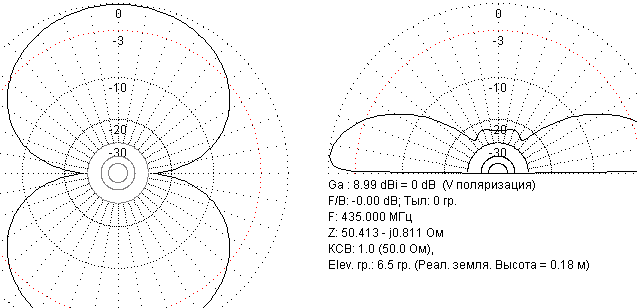 0
-3
-10
-20
-30
0
-3
-10
-20
-30
Ga : 8.99 dBi = 0 dB (V поляризация)
F/B: -0.00 dB; Тыл: 0 гр.
F: 435.000 МГц
Z: 50.413 - j0.811 Ом
КСВ: 1.0 (50.0 Ом),
Elev. гр.: 6.5 гр. (Реал. земля. Высота = 0.18 м)